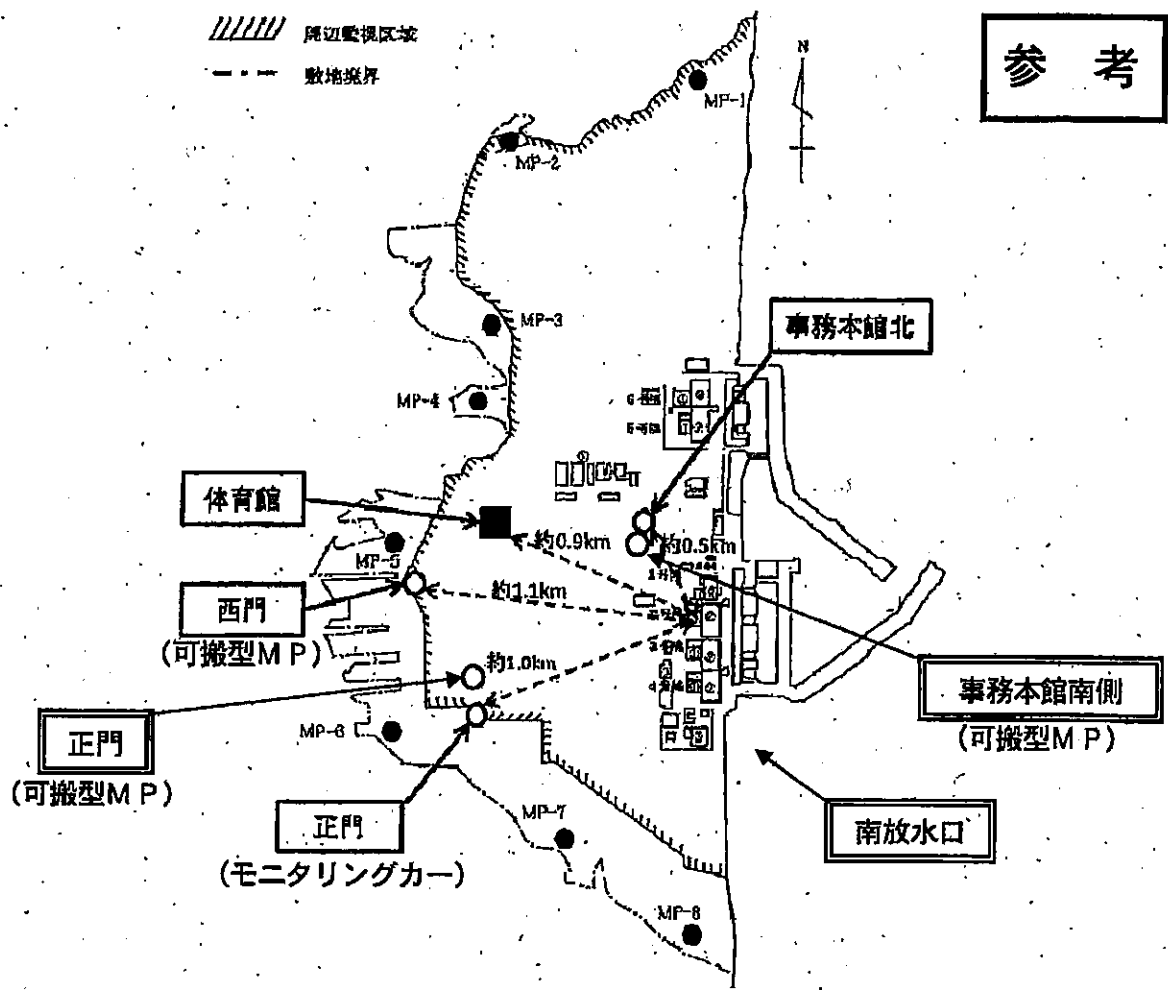 周辺監視区域
敷地境界
参 考
N
MP-1
MP-2
MP-3
MP-4
事務本館北
体育館
MP-5
約0.9km
約0.5km
西門
(可搬型MP)
約1.1km
約1.0km
事務本館南側
(可搬型MP)
正門
(可搬型MP)
MP-6
正門
(モニタリングカー)
MP-7
南放水口
MP-8